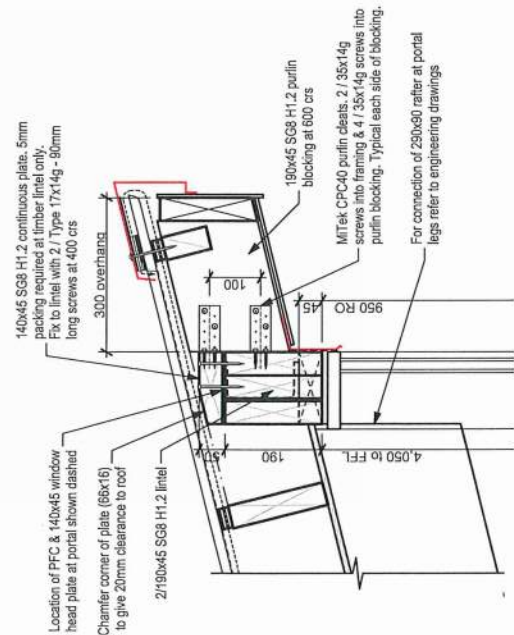 Location of PFC & 140x45 window
head plate at portal shown dashed
Chamfer corner of plate (66x16)
to give 20mm clearance to roof
2/190x45 SG8 H1.2 lintel
140x45 SG8 H1.2 continuous plate. 5mm
packing required at timber lintel only.
Fix to lintel with 2 / Type 17x14g - 90mm
long screws at 400 crs
300 overhang
190x45 SG8 H1.2 purlin
blocking at 600 crs
MiTek CPC40 purlin cleats. 2 / 35x14g
screws into framing & 4 / 35x14g screws into
purlin blocking. Typical each side of blocking.
For connection of 290x90 rafter at portal
legs refer to engineering drawings
100
50
190
45
950 RO
4,050 to FFL